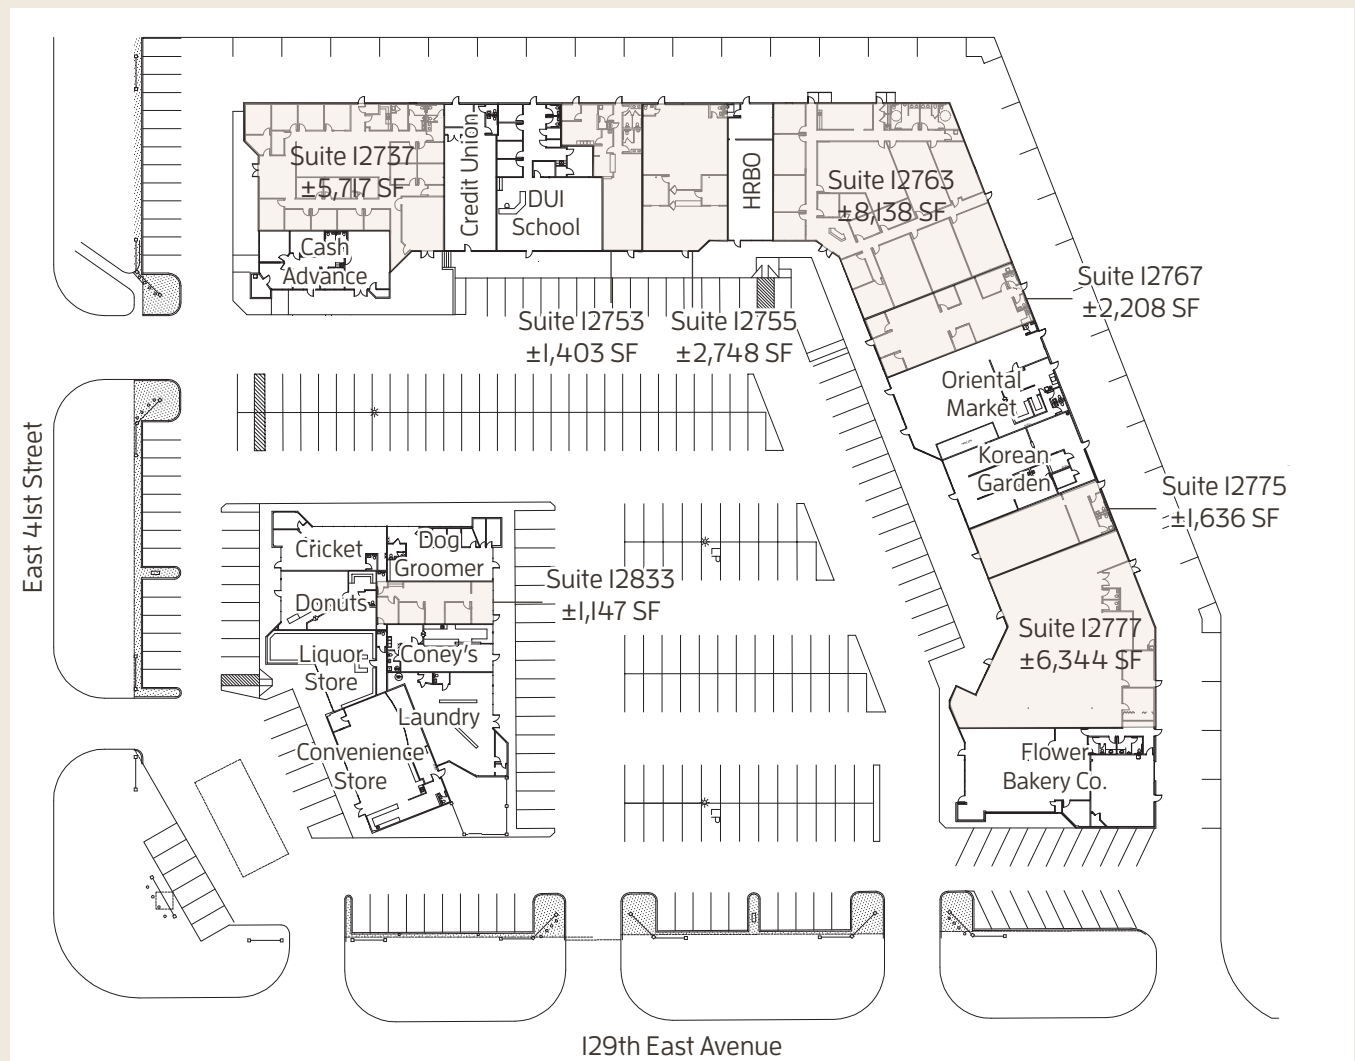 Suite 12737
±5,717 SF
Credit Union
DUI
School
HRBO
Suite 12763
±8,138 SF
Cash
Advance
Suite 12767
±2,208 SF
Suite 12753
±1,403 SF
Suite 12755
±2,748 SF
Oriental
Market
Korean
Garden
Suite 12775
±1,636 SF
East 41st Street
Cricket
Dog
Groomer
Donuts
Suite 12833
±1,147 SF
Liquor
Store
Coney's
Suite 12777
±6,344 SF
Laundry
Convenience
Store
Flower
Bakery Co.
129th East Avenue